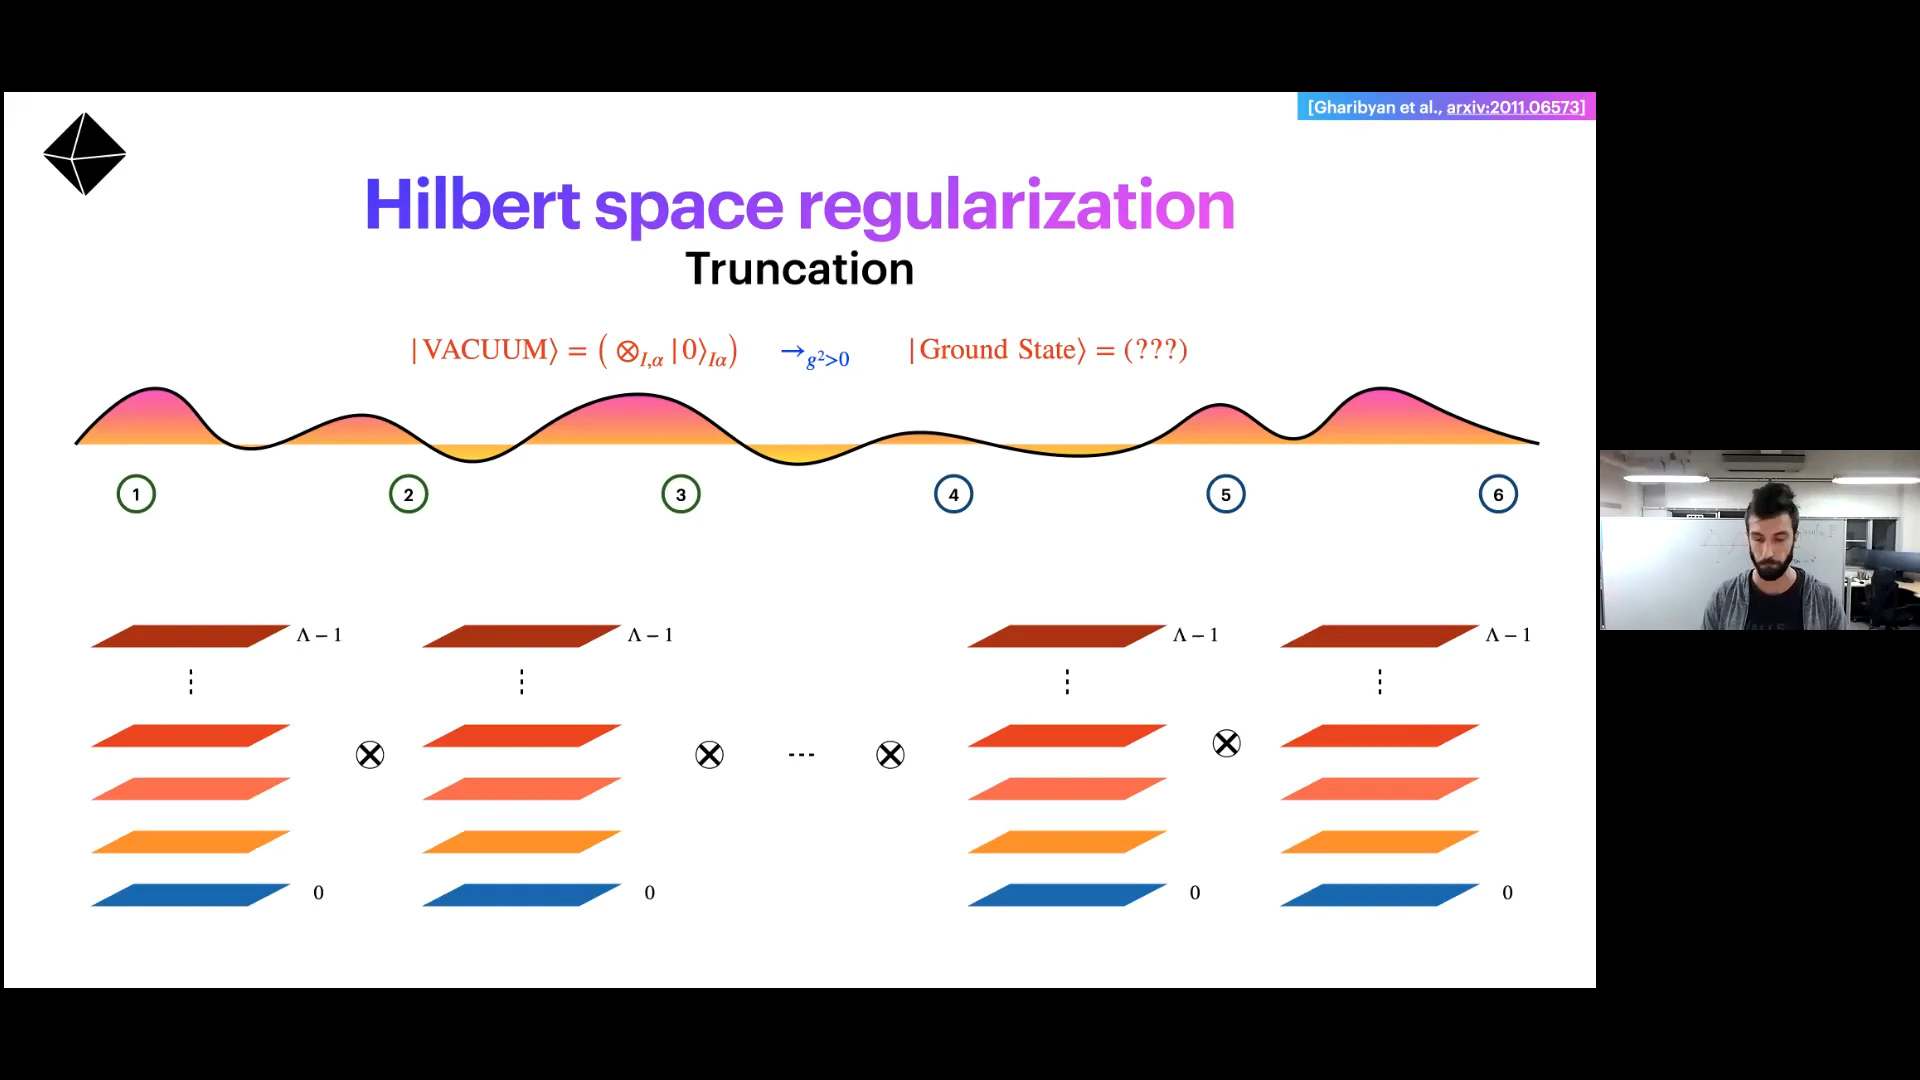 [Gharibyan et al., arxiv:2011.06573]
Hilbert space regularization
Truncation
|VACUUM⟩ = ( ⊗_{I,α} |0⟩_{Iα} ) →_{g²>0} |Ground State⟩ = (???)
1 2 3 4 5 6
Λ − 1 Λ − 1 Λ − 1 Λ − 1
⊗ ⊗ ⊗ ⊗
0 0 0 0